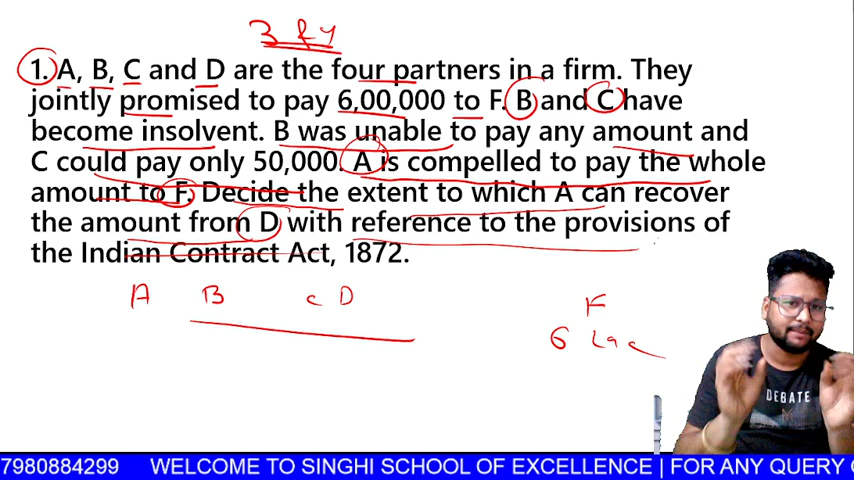 3 RY
1. A, B, C and D are the four partners in a firm. They
jointly promised to pay 6,00,000 to F. B and C have
become insolvent. B was unable to pay any amount and
C could pay only 50,000. A is compelled to pay the whole
amount to F. Decide the extent to which A can recover
the amount from D with reference to the provisions of
the Indian Contract Act, 1872.
A B C D F
6 Lac
DEBATE
7980884299 WELCOME TO SINGHI SCHOOL OF EXCELLENCE | FOR ANY QUERY